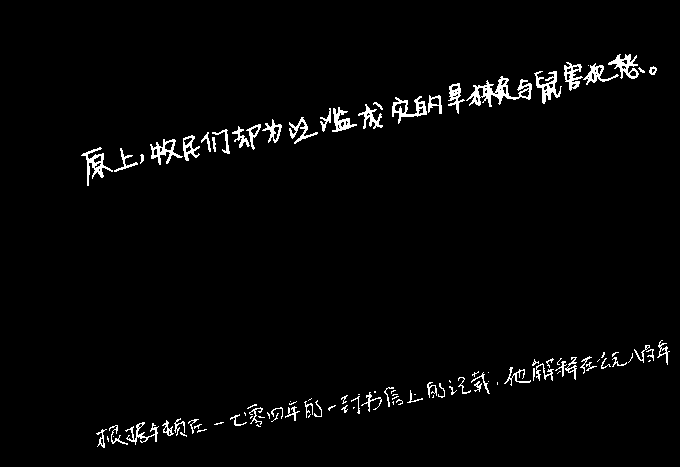 原上，牧民们却为泛滥成灾的旱獭与鼠害犯愁。
根据牛顿在一七零四年的一封书信上的记载，他解释在公元八百年